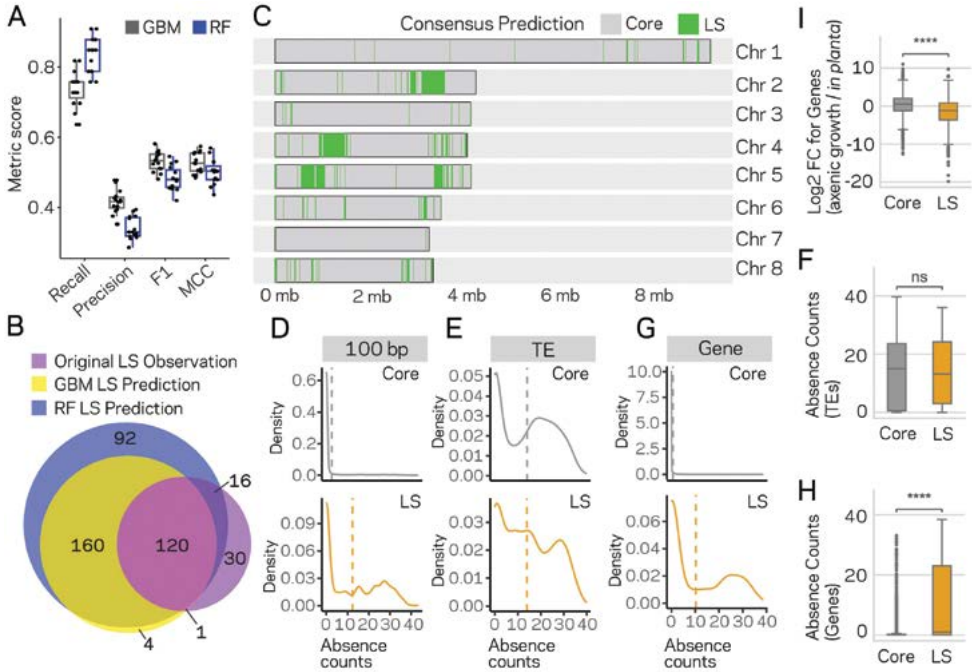 A
GBM
RF
Metric score
0.8
0.6
0.4
Recall
Precision
F1
MCC
B
Original LS Observation
GBM LS Prediction
RF LS Prediction
92
16
160
120
30
4
1
C
Consensus Prediction
Core
LS
Chr 1
Chr 2
Chr 3
Chr 4
Chr 5
Chr 6
Chr 7
Chr 8
0 mb
2 mb
4 mb
6 mb
8 mb
D
100 bp
Core
Density
0.6
0.4
0.2
0.0
LS
Density
0.09
0.06
0.03
0.00
0 10 20 30 40
Absence
counts
E
TE
Core
Density
0.05
0.04
0.03
0.02
0.01
0.00
LS
Density
0.03
0.02
0.01
0.00
0 10 20 30 40
Absence
counts
G
Gene
Core
Density
10.0
7.5
5.0
2.5
0.0
LS
Density
0.06
0.04
0.02
0.00
0 10 20 30 40
Absence
counts
I
****
Log2 FC for Genes
(axenic growth / in planta)
10
0
-10
-20
Core
LS
F
ns
Absence Counts
(TEs)
40
20
0
Core
LS
H
****
Absence Counts
(Genes)
40
20
0
Core
LS